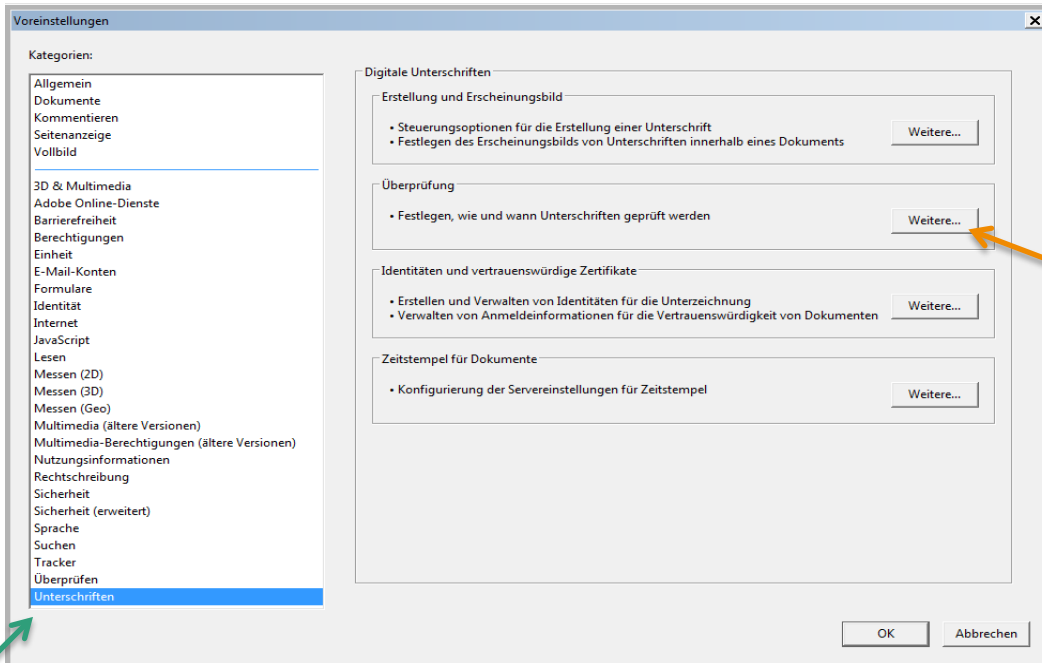 Voreinstellungen
Kategorien:
Allgemein
Dokumente
Kommentieren
Seitenanzeige
Vollbild
3D & Multimedia
Adobe Online-Dienste
Barrierefreiheit
Berechtigungen
Einheit
E-Mail-Konten
Formulare
Identität
Internet
JavaScript
Lesen
Messen (2D)
Messen (3D)
Messen (Geo)
Multimedia (ältere Versionen)
Multimedia-Berechtigungen (ältere Versionen)
Nutzungsinformationen
Rechtschreibung
Sicherheit
Sicherheit (erweitert)
Sprache
Suchen
Tracker
Überprüfen
Unterschriften
Digitale Unterschriften
Erstellung und Erscheinungsbild
• Steuerungsoptionen für die Erstellung einer Unterschrift
• Festlegen des Erscheinungsbilds von Unterschriften innerhalb eines Dokuments
Weitere...
Überprüfung
• Festlegen, wie und wann Unterschriften geprüft werden
Weitere...
Identitäten und vertrauenswürdige Zertifikate
• Erstellen und Verwalten von Identitäten für die Unterzeichnung
• Verwalten von Anmeldeinformationen für die Vertrauenswürdigkeit von Dokumenten
Weitere...
Zeitstempel für Dokumente
• Konfigurierung der Servereinstellungen für Zeitstempel
Weitere...
OK
Abbrechen